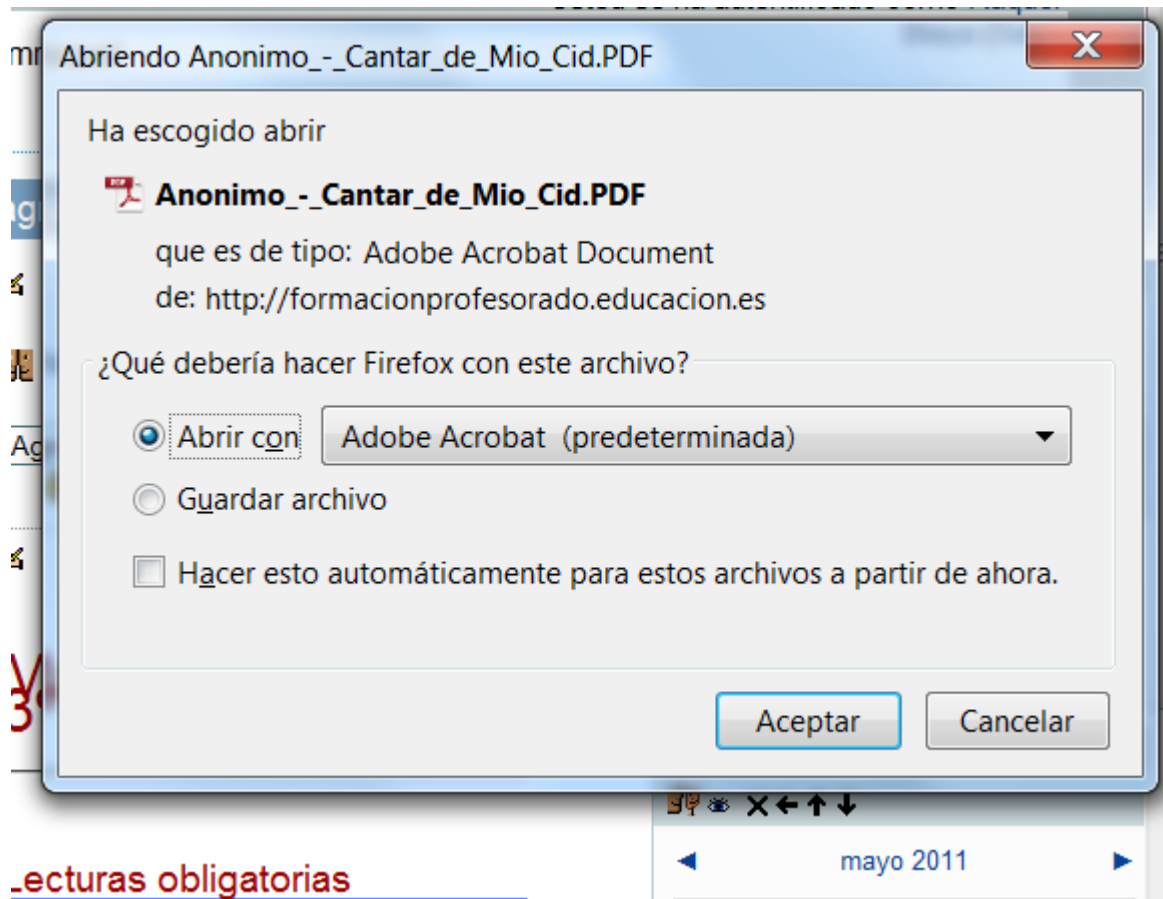 Abriendo Anonimo_-_Cantar_de_Mio_Cid.PDF
Ha escogido abrir
Anonimo_-_Cantar_de_Mio_Cid.PDF
que es de tipo: Adobe Acrobat Document
de: http://formacionprofesorado.educacion.es
¿Qué debería hacer Firefox con este archivo?
Abrir con Adobe Acrobat (predeterminada)
Guardar archivo
Hacer esto automáticamente para estos archivos a partir de ahora.
Aceptar Cancelar
mayo 2011
Lecturas obligatorias